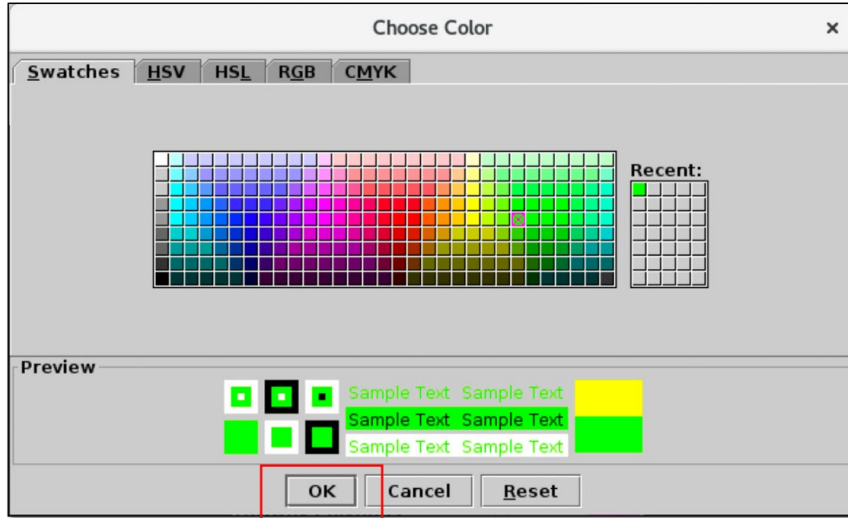 Choose Color ×
Swatches HSV HSL RGB CMYK
Recent:
Preview
Sample Text Sample Text
Sample Text Sample Text
Sample Text Sample Text
OK Cancel Reset